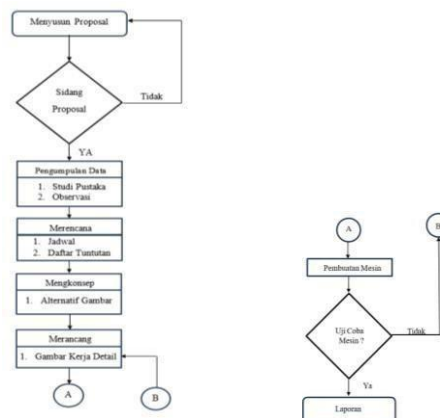 Menyusun Proposal
Sidang
Proposal
Tidak
YA
Pengumpulan Data
1. Studi Pustaka
2. Observasi
Merencana
1. Jadwal
2. Daftar Tuntutan
Mengkonsep
1. Alternatif Gambar
Merancang
1. Gambar Kerja Detail
A
B
A
B
Pembuatan Mesin
Uji Coba
Mesin ?
Tidak
Ya
Laporan